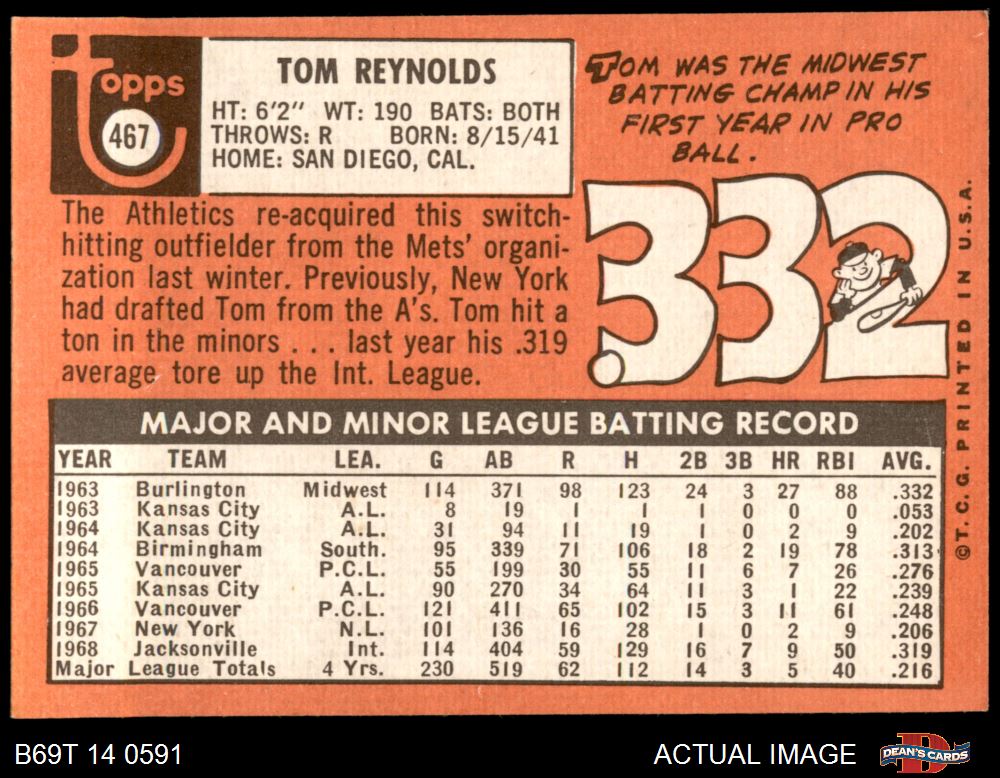 Topps
467
TOM REYNOLDS
HT: 6'2" WT: 190 BATS: BOTH
THROWS: R BORN: 8/15/41
HOME: SAN DIEGO, CAL.
The Athletics re-acquired this switch-
hitting outfielder from the Mets' organi-
zation last winter. Previously, New York
had drafted Tom from the A's. Tom hit a
ton in the minors . . . last year his .319
average tore up the Int. League.
TOM WAS THE MIDWEST
BATTING CHAMP IN HIS
FIRST YEAR IN PRO
BALL.
.332
©T.C.G. PRINTED IN U.S.A.
MAJOR AND MINOR LEAGUE BATTING RECORD
YEAR TEAM LEA. G AB R H 2B 3B HR RBI AVG.
1963 Burlington Midwest 114 371 98 123 24 3 27 88 .332
1963 Kansas City A.L. 8 19 1 1 1 0 0 0 .053
1964 Kansas City A.L. 31 94 11 19 1 0 2 9 .202
1964 Birmingham South. 95 339 71 106 18 2 19 78 .313
1965 Vancouver P.C.L. 55 199 30 55 11 6 7 26 .276
1965 Kansas City A.L. 90 270 34 64 11 3 1 22 .239
1966 Vancouver P.C.L. 121 411 65 102 15 3 11 61 .248
1967 New York N.L. 101 136 16 28 1 0 2 9 .206
1968 Jacksonville Int. 114 404 59 129 16 7 9 50 .319
Major League Totals 4 Yrs. 230 519 62 112 14 3 5 40 .216
B69T 14 0591
ACTUAL IMAGE
DEAN'S CARDS